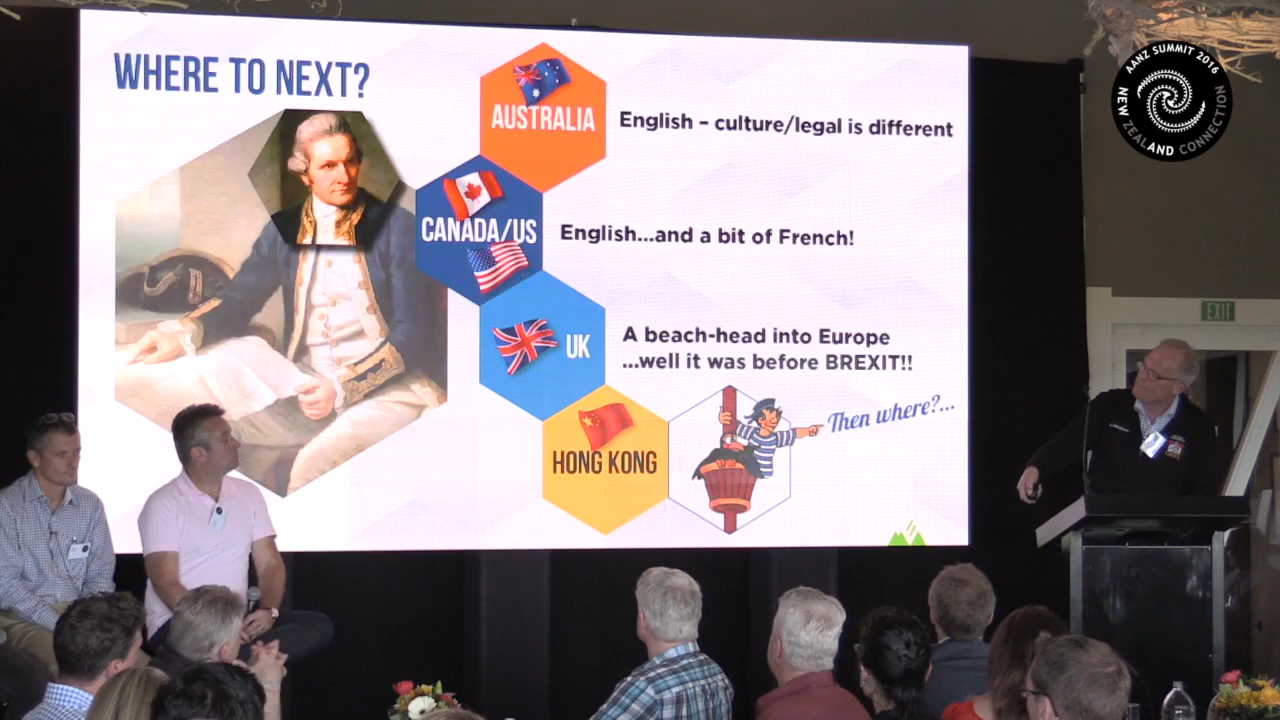 WHERE TO NEXT?
AUSTRALIA
English – culture/legal is different
CANADA/US
English...and a bit of French!
UK
A beach-head into Europe
...well it was before BREXIT!!
HONG KONG
Then where?...
AANZ SUMMIT 2016
NEW ZEALAND CONNECTION
EXIT